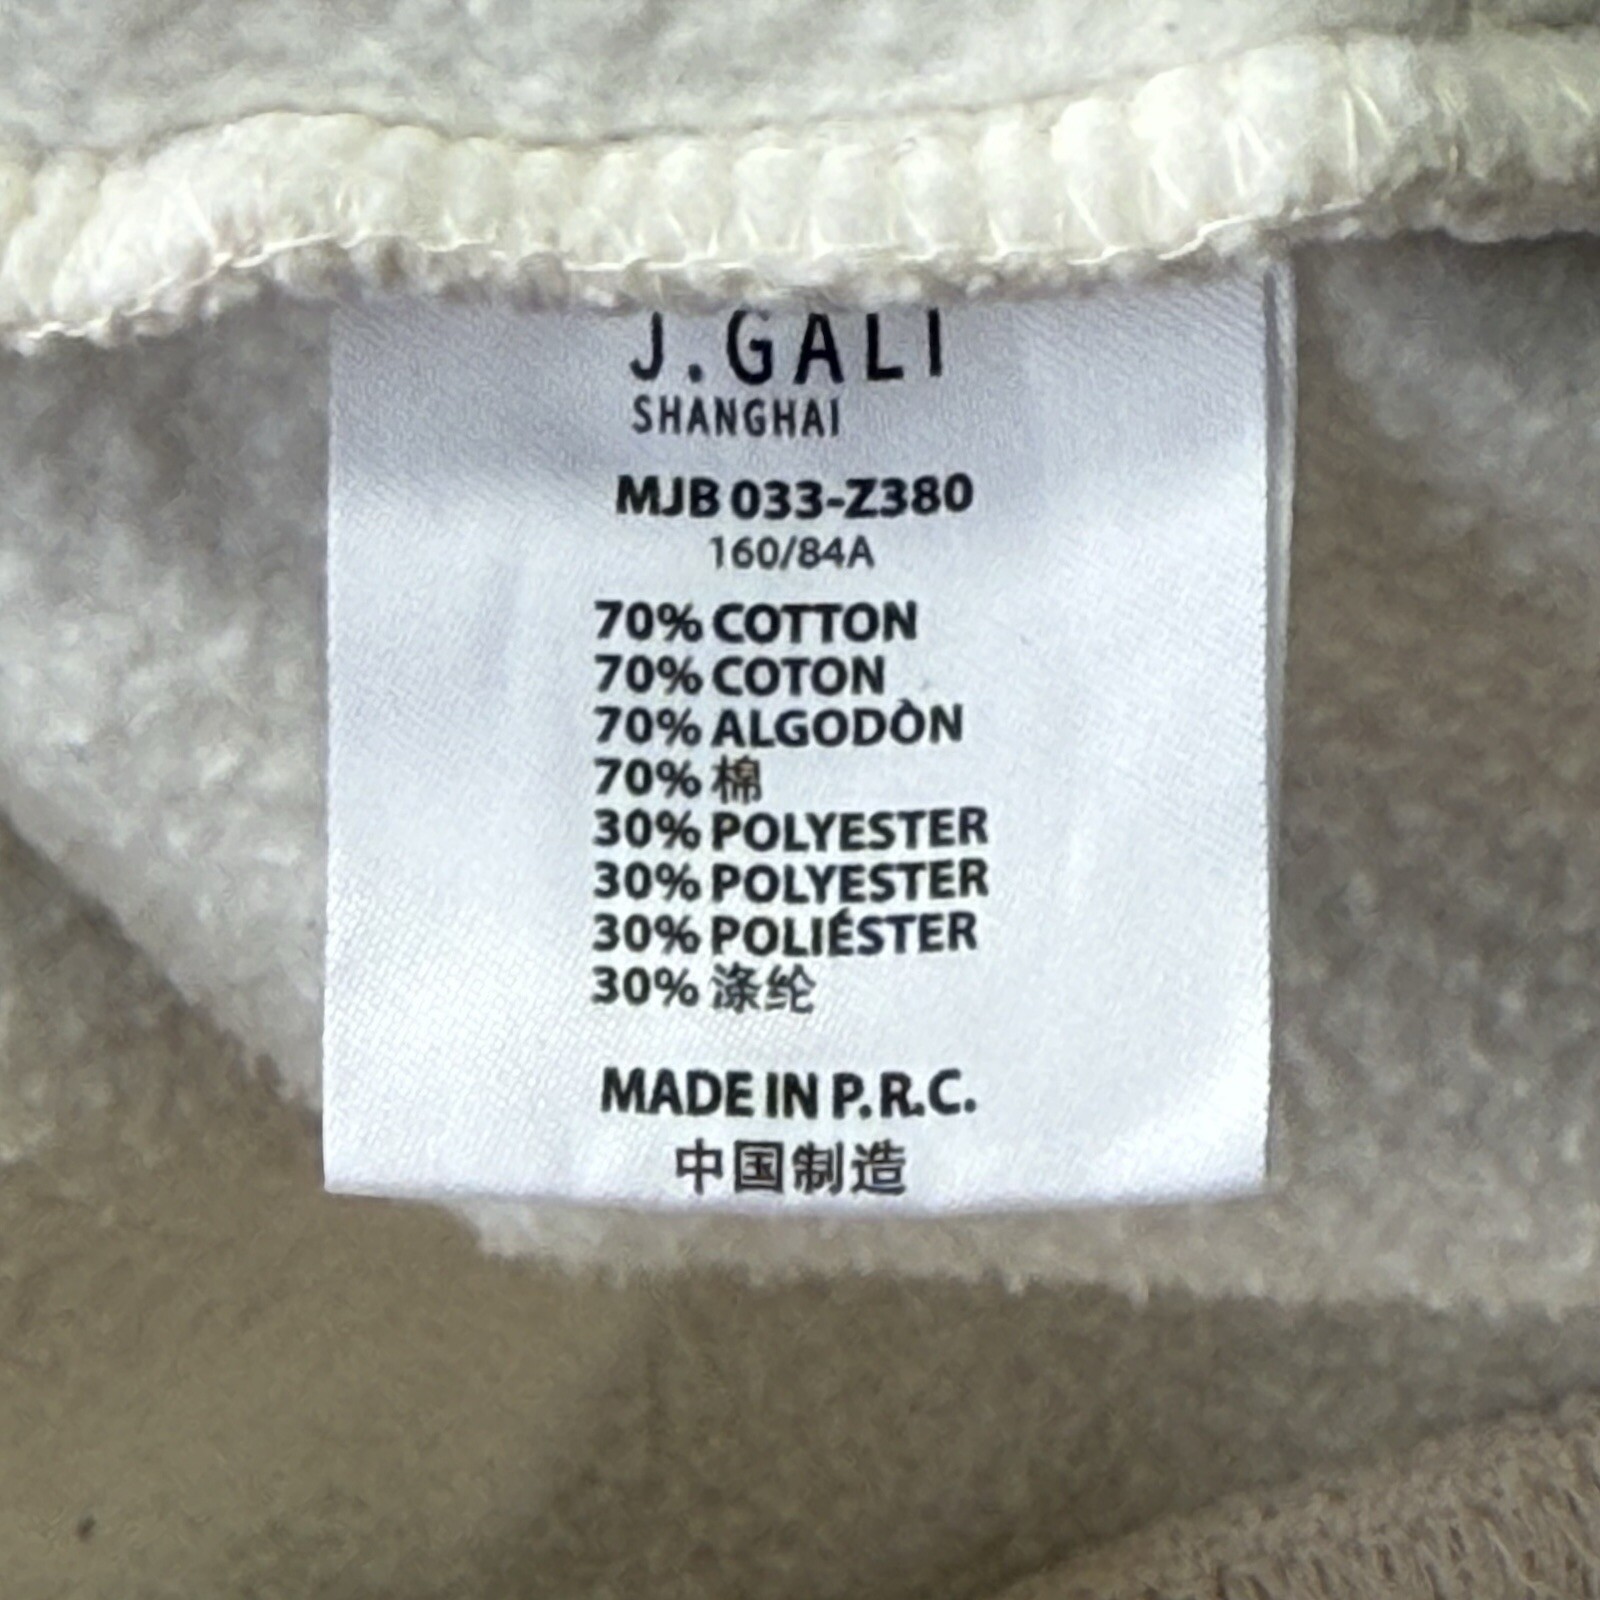 J.GALI
SHANGHAI
MJB 033-Z380
160/84A
70% COTTON
70% COTON
70% ALGODÒN
70% 棉
30% POLYESTER
30% POLYESTER
30% POLIÉSTER
30% 涤纶
MADE IN P.R.C.
中国制造